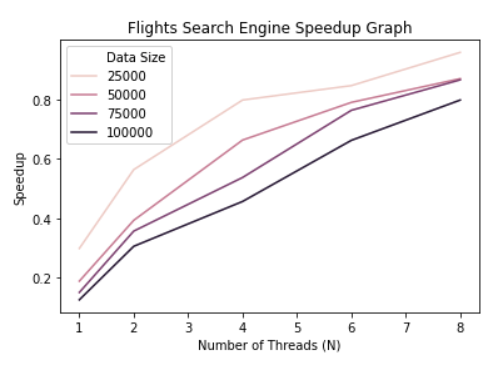 Flights Search Engine Speedup Graph
Data Size
25000
50000
75000
100000
0.8
0.6
0.4
0.2
Speedup
1 2 3 4 5 6 7 8
Number of Threads (N)